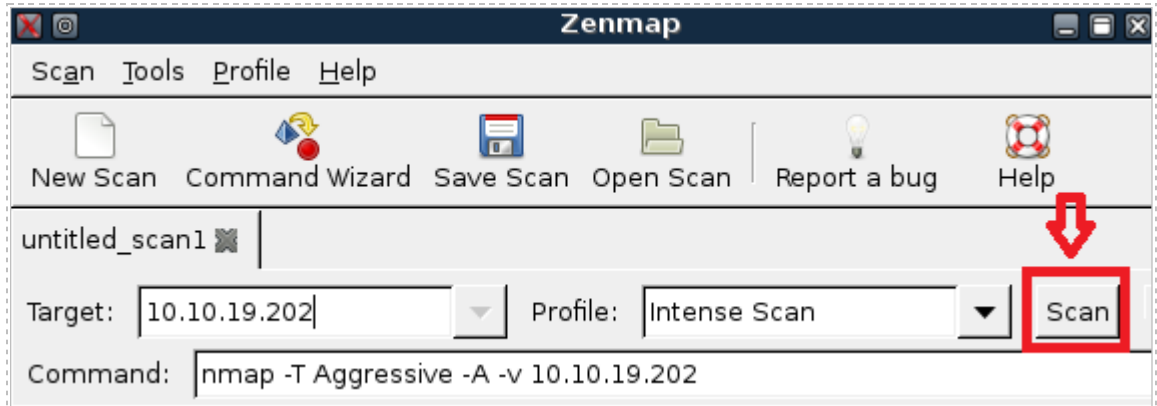 Zenmap
Scan Tools Profile Help
New Scan Command Wizard Save Scan Open Scan Report a bug Help
untitled_scan1
Target: 10.10.19.202 Profile: Intense Scan Scan
Command: nmap -T Aggressive -A -v 10.10.19.202